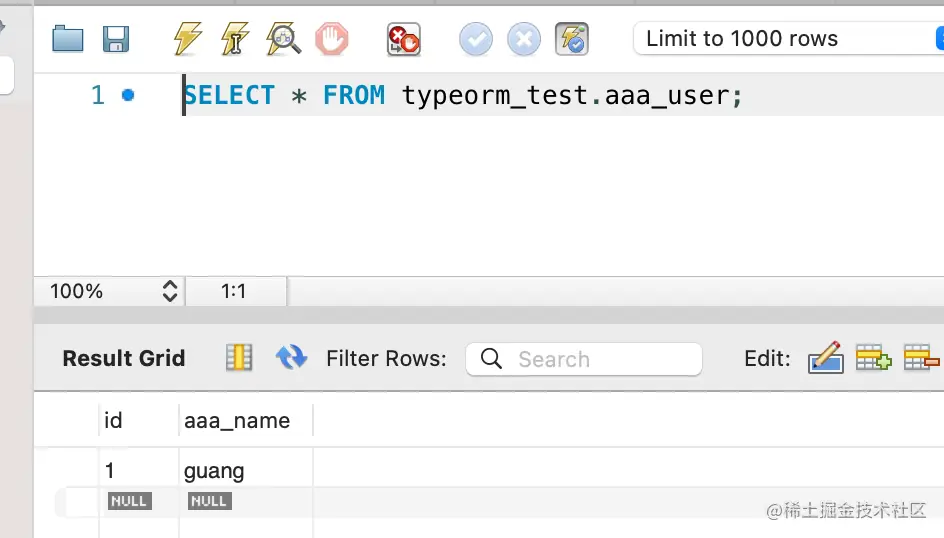 Limit to 1000 rows
1 SELECT * FROM typeorm_test.aaa_user;
100% 1:1
Result Grid Filter Rows: Search Edit:
id aaa_name
1 guang
NULL NULL
@稀土掘金技术社区